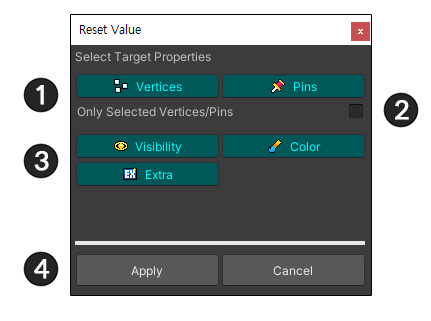 Reset Value x
Select Target Properties
1 Vertices Pins
Only Selected Vertices/Pins 2
3 Visibility Color
EX Extra
4 Apply Cancel